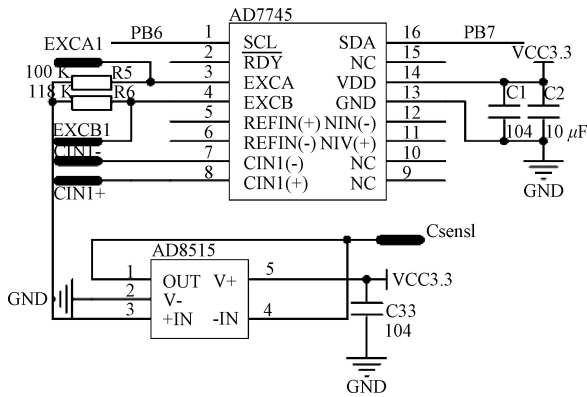 AD7745
EXCA1
PB6
1
SCL
SDA
16
PB7
2
RDY
NC
15
VCC3.3
100 K
R5
3
EXCA
VDD
14
118 K
R6
4
EXCB
GND
13
C1
C2
5
REFIN(+)
NIN(-)
12
104
10 μF
EXCB1
6
REFIN(-)
NIV(+)
11
CIN1-
7
CIN1(-)
NC
10
CIN1+
8
CIN1(+)
NC
9
GND
Csensl
AD8515
1
OUT
V+
5
VCC3.3
GND
2
V-
3
+IN
-IN
4
C33
104
GND